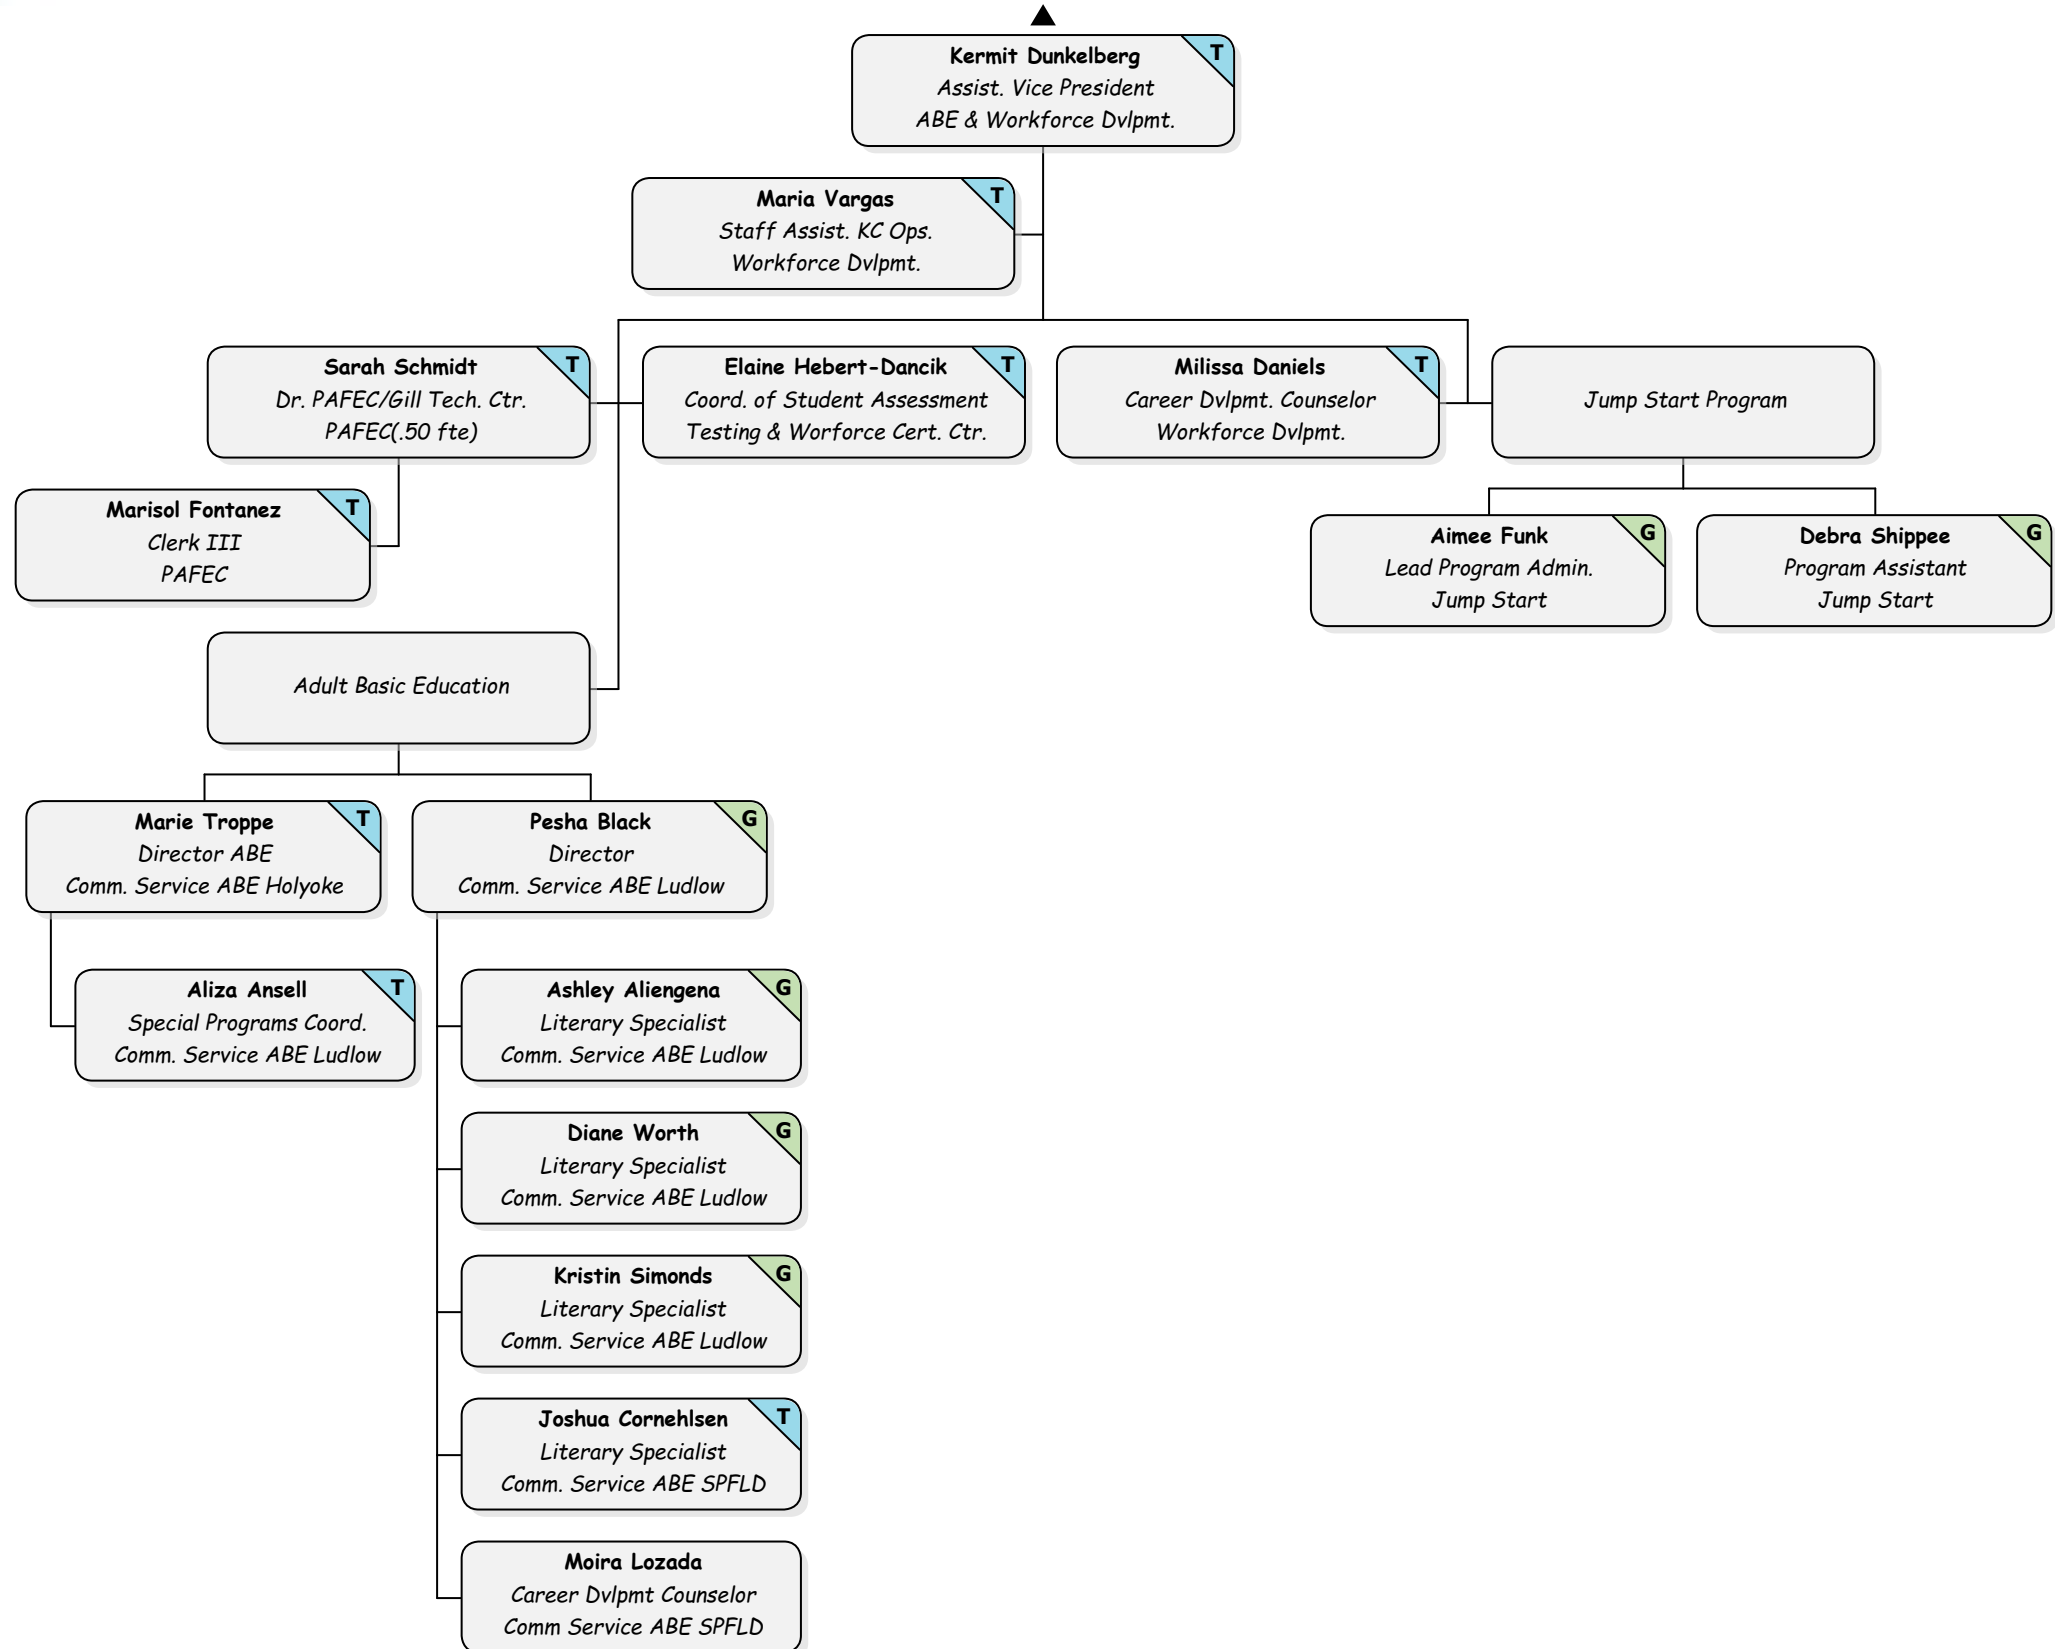 Kermit Dunkelberg
T
Assist. Vice President
ABE & Workforce Dvlpmt.
Maria Vargas
T
Staff Assist. KC Ops.
Workforce Dvlpmt.
Sarah Schmidt
T
Dr. PAFEC/Gill Tech. Ctr.
PAFEC(.50 fte)
Elaine Hebert-Dancik
T
Coord. of Student Assessment
Testing & Worforce Cert. Ctr.
Milissa Daniels
T
Career Dvlpmt. Counselor
Workforce Dvlpmt.
Jump Start Program
Marisol Fontanez
T
Clerk III
PAFEC
Aimee Funk
G
Lead Program Admin.
Jump Start
Debra Shippee
G
Program Assistant
Jump Start
Adult Basic Education
Marie Troppe
T
Director ABE
Comm. Service ABE Holyoke
Pesha Black
G
Director
Comm. Service ABE Ludlow
Aliza Ansell
T
Special Programs Coord.
Comm. Service ABE Ludlow
Ashley Aliengena
G
Literary Specialist
Comm. Service ABE Ludlow
Diane Worth
G
Literary Specialist
Comm. Service ABE Ludlow
Kristin Simonds
G
Literary Specialist
Comm. Service ABE Ludlow
Joshua Cornehlsen
T
Literary Specialist
Comm. Service ABE SPFLD
Moira Lozada
Career Dvlpmt Counselor
Comm Service ABE SPFLD